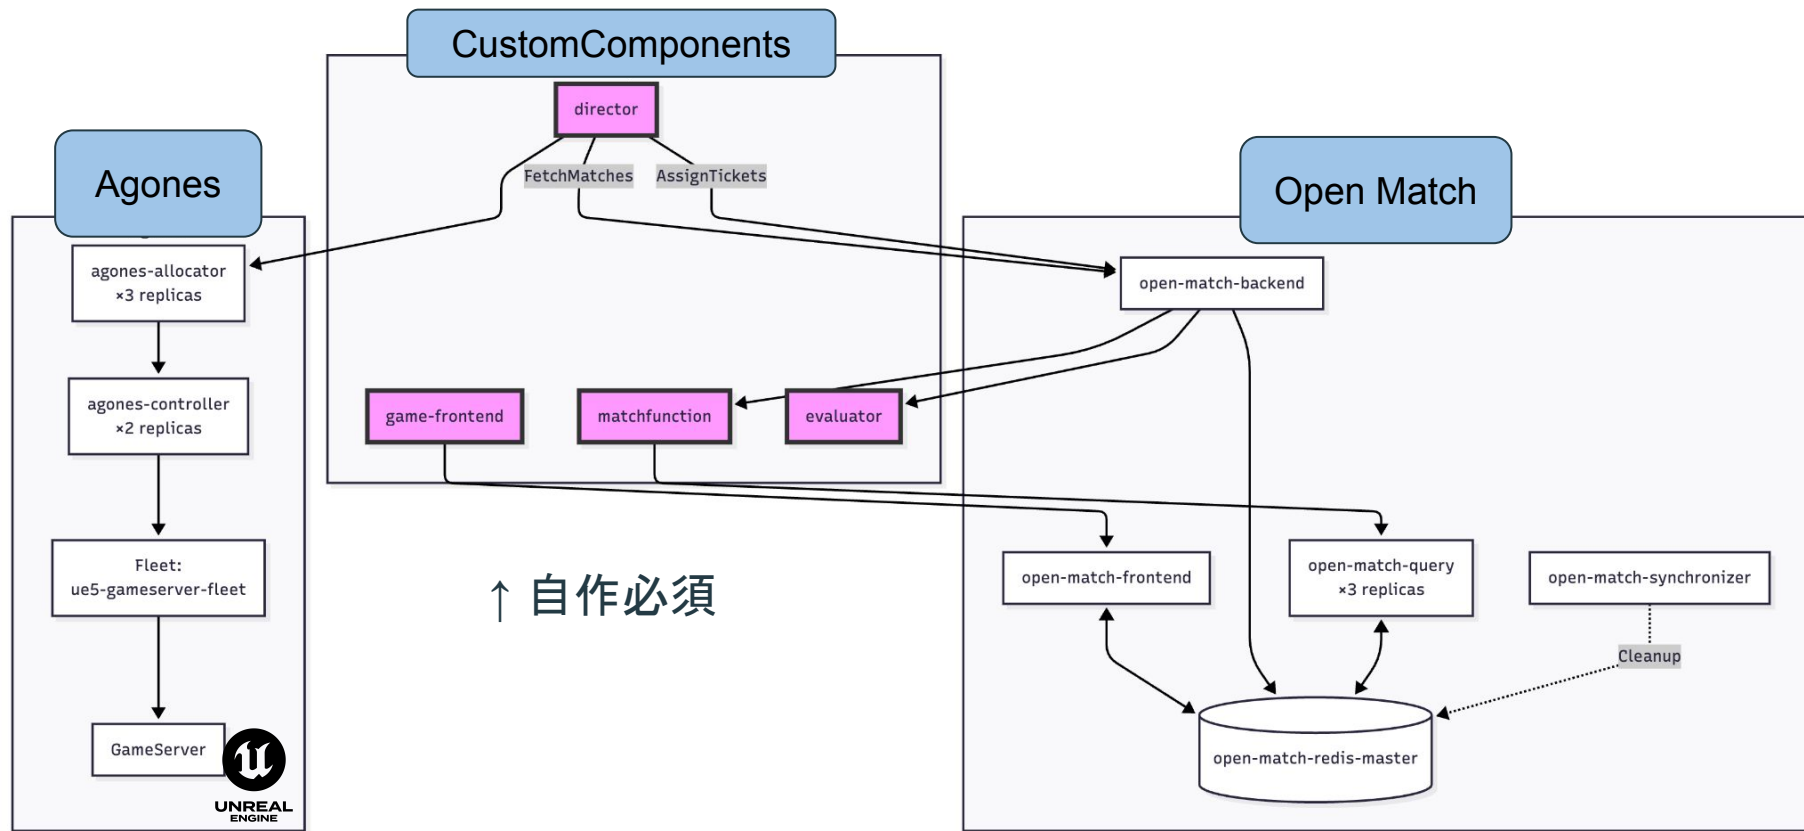 CustomComponents
director
FetchMatches
AssignTickets
Agones
agones-allocator
×3 replicas
agones-controller
×2 replicas
Fleet:
ue5-gameserver-fleet
GameServer
UNREAL
ENGINE
game-frontend
matchfunction
evaluator
↑ 自作必須
Open Match
open-match-backend
open-match-frontend
open-match-query
×3 replicas
open-match-synchronizer
Cleanup
open-match-redis-master